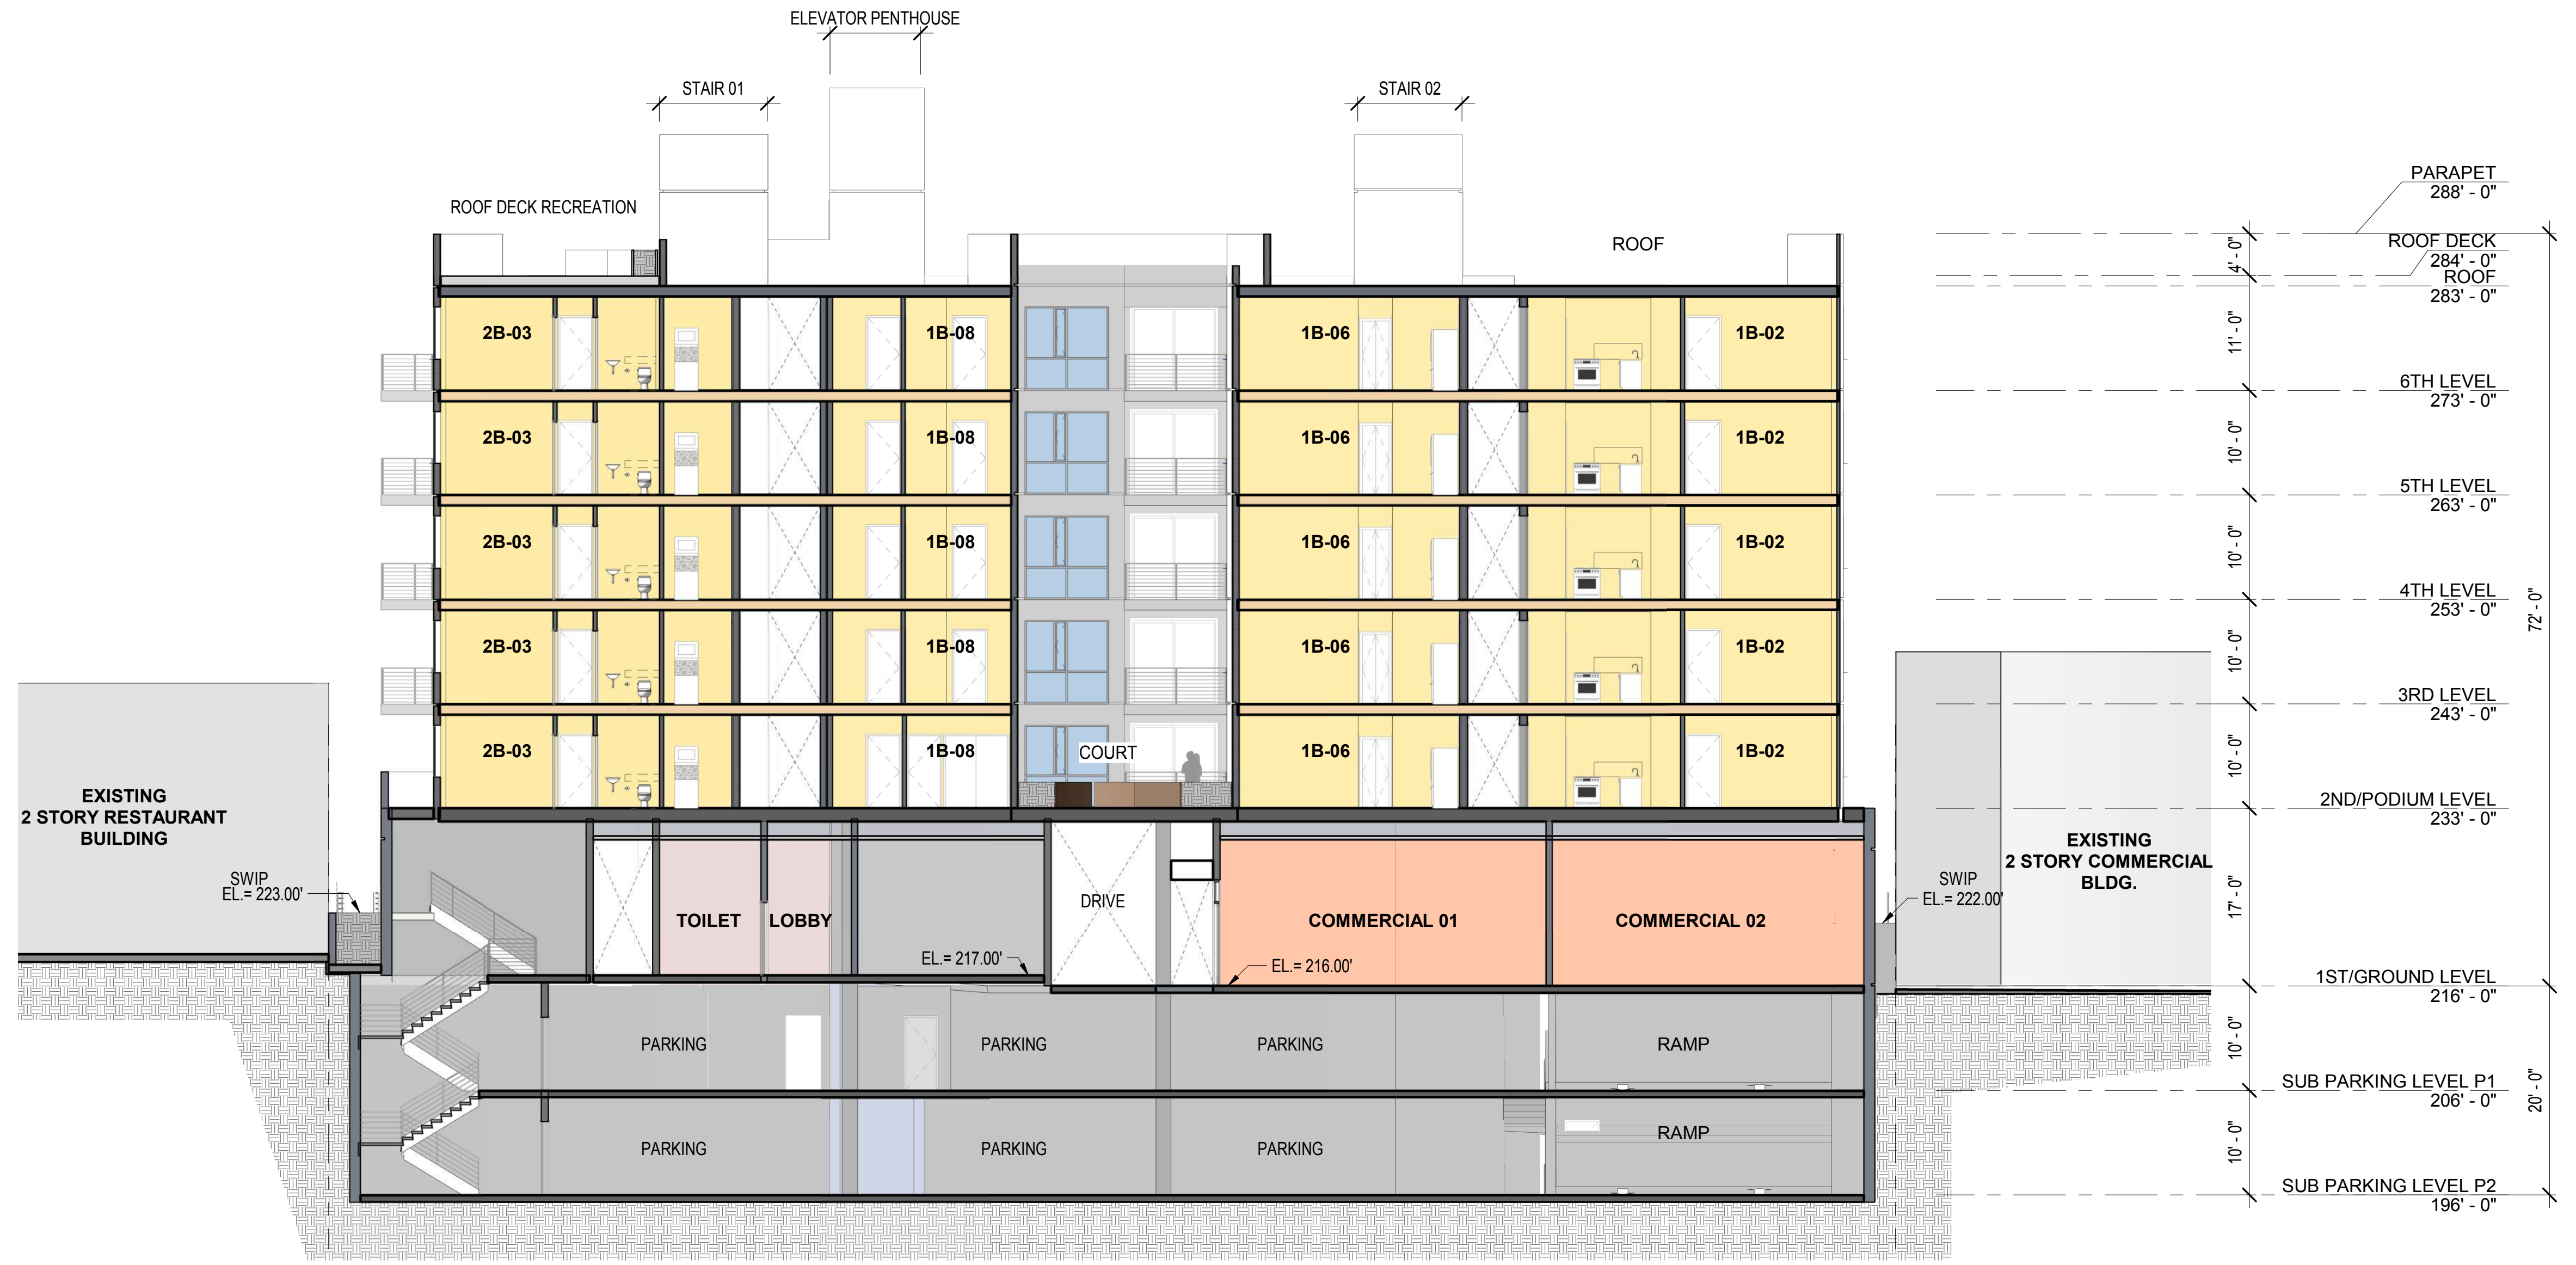 ELEVATOR PENTHOUSE
STAIR 01
STAIR 02
ROOF DECK RECREATION
ROOF
PARAPET
288' - 0"
ROOF DECK
284' - 0"
ROOF
283' - 0"
4' - 0"
2B-03
1B-08
1B-06
1B-02
11' - 0"
6TH LEVEL
273' - 0"
2B-03
1B-08
1B-06
1B-02
10' - 0"
5TH LEVEL
263' - 0"
2B-03
1B-08
1B-06
1B-02
10' - 0"
4TH LEVEL
253' - 0"
72' - 0"
2B-03
1B-08
1B-06
1B-02
10' - 0"
3RD LEVEL
243' - 0"
2B-03
1B-08
COURT
1B-06
1B-02
10' - 0"
2ND/PODIUM LEVEL
233' - 0"
EXISTING
2 STORY RESTAURANT
BUILDING
SWIP
EL.= 223.00'
EXISTING
2 STORY COMMERCIAL
BLDG.
SWIP
EL.= 222.00'
TOILET
LOBBY
DRIVE
COMMERCIAL 01
COMMERCIAL 02
17' - 0"
EL.= 217.00'
EL.= 216.00'
1ST/GROUND LEVEL
216' - 0"
PARKING
PARKING
PARKING
RAMP
10' - 0"
SUB PARKING LEVEL P1
206' - 0"
20' - 0"
PARKING
PARKING
PARKING
RAMP
10' - 0"
SUB PARKING LEVEL P2
196' - 0"